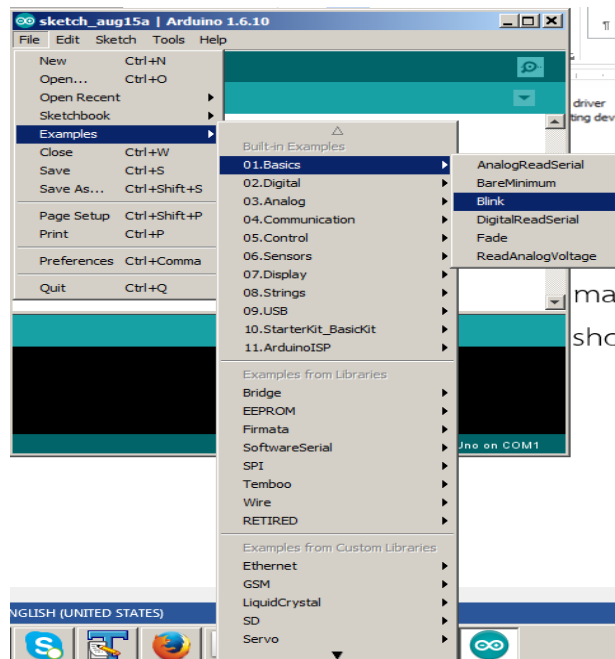 sketch_aug15a | Arduino 1.6.10
File Edit Sketch Tools Help
New Ctrl+N
Open... Ctrl+O
Open Recent
Sketchbook
Examples
Close Ctrl+W
Save Ctrl+S
Save As... Ctrl+Shift+S
Page Setup Ctrl+Shift+P
Print Ctrl+P
Preferences Ctrl+Comma
Quit Ctrl+Q
Built-in Examples
01.Basics
02.Digital
03.Analog
04.Communication
05.Control
06.Sensors
07.Display
08.Strings
09.USB
10.StarterKit_BasicKit
11.ArduinoISP
Examples from Libraries
Bridge
EEPROM
Firmata
SoftwareSerial
SPI
Temboo
Wire
RETIRED
Examples from Custom Libraries
Ethernet
GSM
LiquidCrystal
SD
Servo
AnalogReadSerial
BareMinimum
Blink
DigitalReadSerial
Fade
ReadAnalogVoltage
driver
ting dev
ma
sho
Uno on COM1
NGLISH (UNITED STATES)